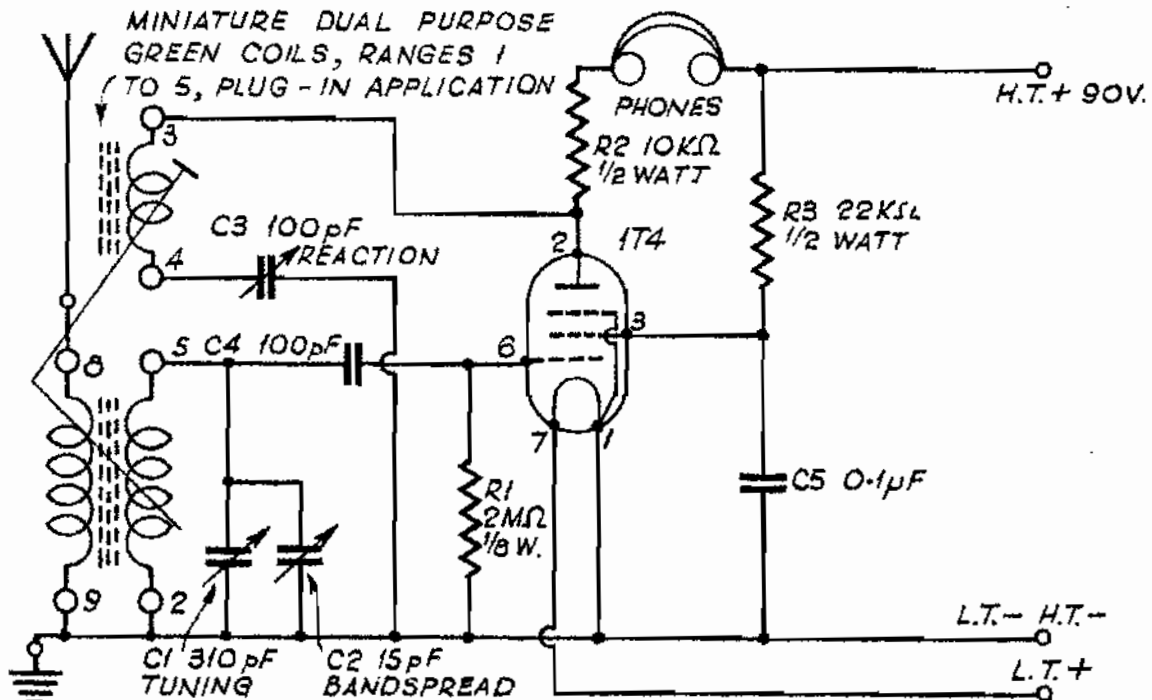 MINIATURE DUAL PURPOSE
GREEN COILS, RANGES 1
TO 5, PLUG-IN APPLICATION
PHONES
H.T.+ 90V.
3
R2 10KΩ
1/2 WATT
R3 22KΩ
1/2 WATT
C3 100pF
REACTION
4
2
1T4
3
8
5
C4 100pF
6
7
1
C5 0·1µF
R1
2MΩ
1/8 W.
9
2
L.T.- H.T.-
C1 310pF
TUNING
C2 15pF
BANDSPREAD
L.T.+